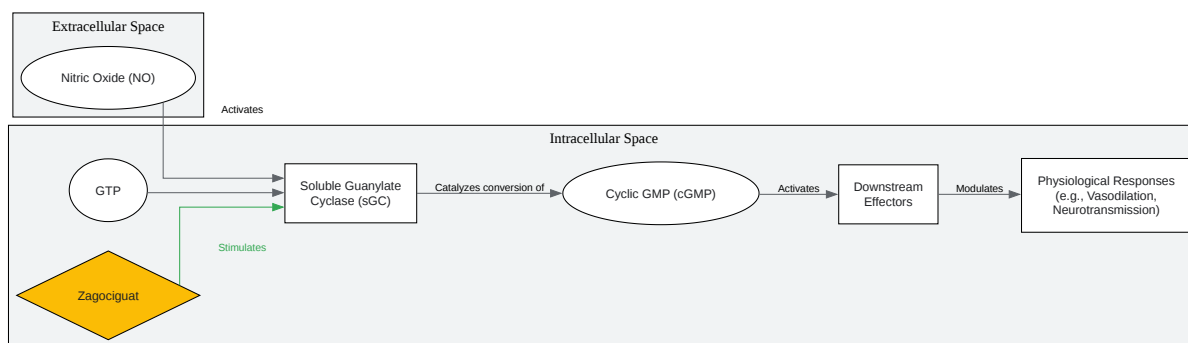 Extracellular Space
Nitric Oxide (NO)
Activates
Intracellular Space
GTP
Soluble Guanylate
Cyclase (sGC)
Catalyzes conversion of
Cyclic GMP (cGMP)
Activates
Downstream
Effectors
Modulates
Physiological Responses
(e.g., Vasodilation,
Neurotransmission)
Stimulates
Zagociguat